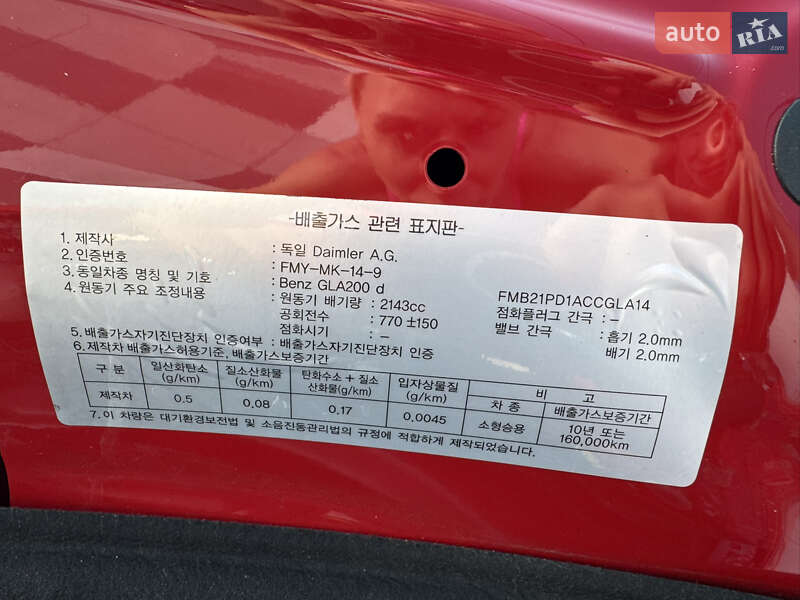 auto RIA.com
-배출가스 관련 표지판-
1. 제작사 : 독일 Daimler A.G.
2. 인증번호 : FMY-MK-14-9
3. 동일차종 명칭 및 기호 : Benz GLA200 d FMB21PD1ACCGLA14
4. 원동기 주요 조정내용 : 원동기 배기량 : 2143cc 점화플러그 간극 : -
공회전수 : 770 ±150 밸브 간극 : 흡기 2.0mm
점화시기 : - 배기 2.0mm
5. 배출가스자기진단장치 인증여부 : 배출가스자기진단장치 인증
6. 제작차 배출가스허용기준, 배출가스보증기간
구 분 일산화탄소 (g/km) 질소산화물 (g/km) 탄화수소 + 질소산화물(g/km) 입자상물질 (g/km) 비 고
차 종 배출가스보증기간
제작차 0.5 0.08 0.17 0.0045 소형승용 10년 또는 160,000km
7. 이 차량은 대기환경보전법 및 소음진동관리법의 규정에 적합하게 제작되었습니다.